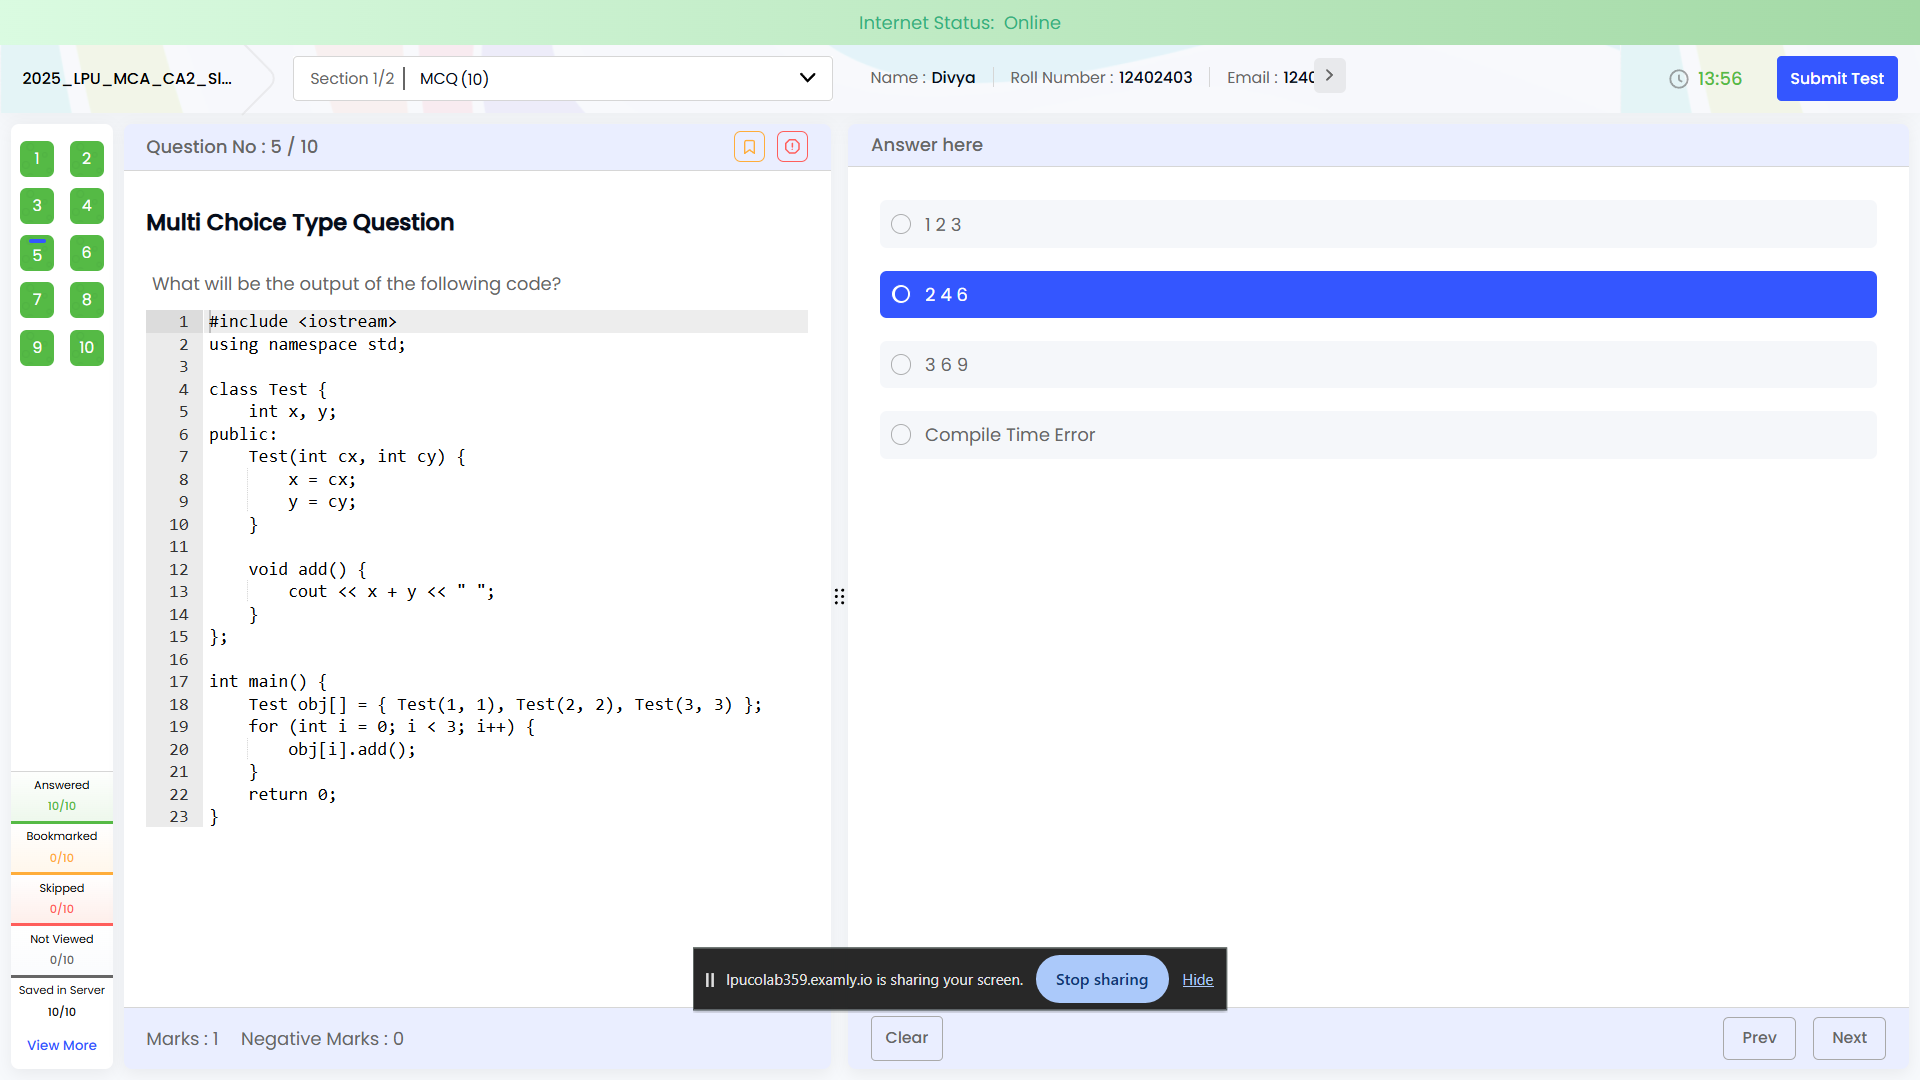 Internet Status: Online
2025_LPU_MCA_CA2_Sl...
Section 1/2 MCQ (10)
Name : Divya
Roll Number : 12402403
Email : 1240
13:56
Submit Test
1 2
3 4
5 6
7 8
9 10
Answered
10/10
Bookmarked
0/10
Skipped
0/10
Not Viewed
0/10
Saved in Server
10/10
View More
Question No : 5 / 10
Multi Choice Type Question
What will be the output of the following code?
1 #include <iostream>
2 using namespace std;
3
4 class Test {
5     int x, y;
6 public:
7     Test(int cx, int cy) {
8         x = cx;
9         y = cy;
10     }
11
12     void add() {
13         cout << x + y << " ";
14     }
15 };
16
17 int main() {
18     Test obj[] = { Test(1, 1), Test(2, 2), Test(3, 3) };
19     for (int i = 0; i < 3; i++) {
20         obj[i].add();
21     }
22     return 0;
23 }
Marks : 1 Negative Marks : 0
Answer here
1 2 3
2 4 6
3 6 9
Compile Time Error
lpucolab359.examly.io is sharing your screen. Stop sharing Hide
Clear
Prev
Next